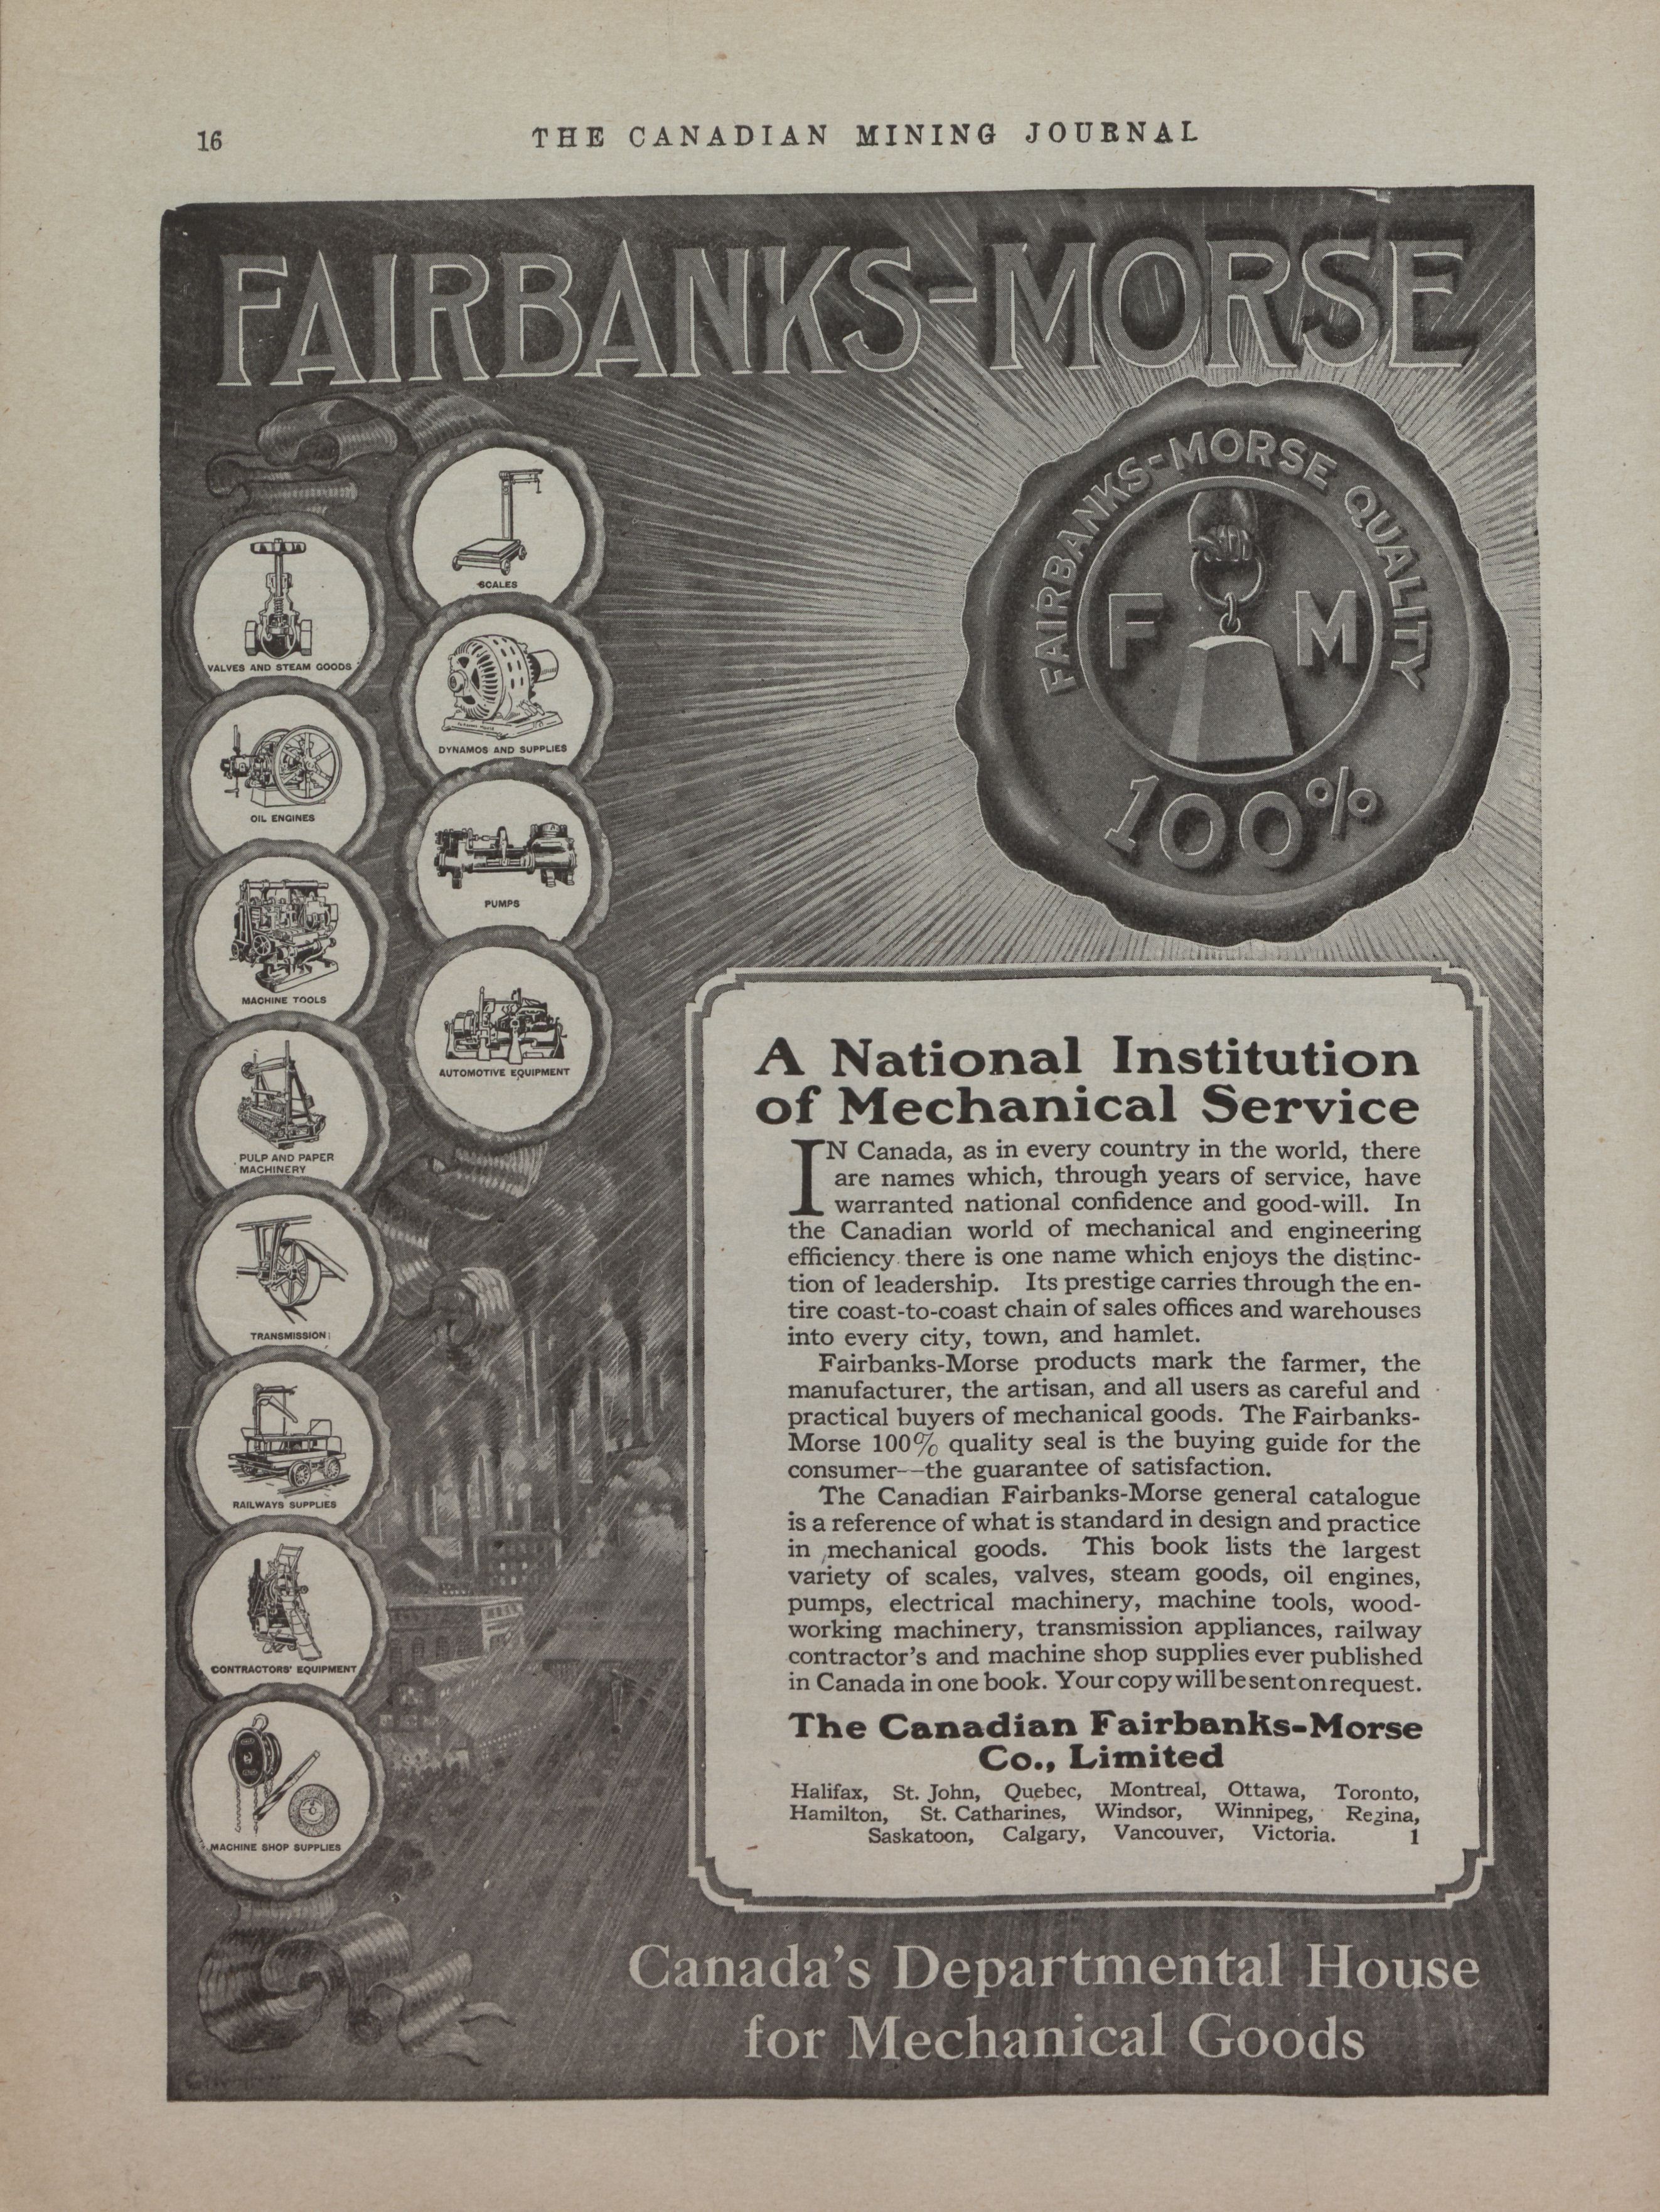 16
THE CANADIAN MINING JOURNAL
FAIRBANKS-MORSE
SCALES
VALVES AND STEAM GOODS
DYNAMOS AND SUPPLIES
OIL ENGINES
PUMPS
MACHINE TOOLS
AUTOMOTIVE EQUIPMENT
PULP AND PAPER
MACHINERY
TRANSMISSION
RAILWAYS SUPPLIES
CONTRACTORS' EQUIPMENT
MACHINE SHOP SUPPLIES
FAIRBANKS-MORSE QUALITY
F M
100%
A National Institution
of Mechanical Service
IN Canada, as in every country in the world, there
are names which, through years of service, have
warranted national confidence and good-will. In
the Canadian world of mechanical and engineering
efficiency there is one name which enjoys the distinc-
tion of leadership. Its prestige carries through the en-
tire coast-to-coast chain of sales offices and warehouses
into every city, town, and hamlet.
Fairbanks-Morse products mark the farmer, the
manufacturer, the artisan, and all users as careful and
practical buyers of mechanical goods. The Fairbanks-
Morse 100% quality seal is the buying guide for the
consumer--the guarantee of satisfaction.
The Canadian Fairbanks-Morse general catalogue
is a reference of what is standard in design and practice
in mechanical goods. This book lists the largest
variety of scales, valves, steam goods, oil engines,
pumps, electrical machinery, machine tools, wood-
working machinery, transmission appliances, railway
contractor's and machine shop supplies ever published
in Canada in one book. Your copy will be sent on request.
The Canadian Fairbanks-Morse
Co., Limited
Halifax, St. John, Quebec, Montreal, Ottawa, Toronto,
Hamilton, St. Catharines, Windsor, Winnipeg, Regina,
Saskatoon, Calgary, Vancouver, Victoria. 1
Canada's Departmental House
for Mechanical Goods